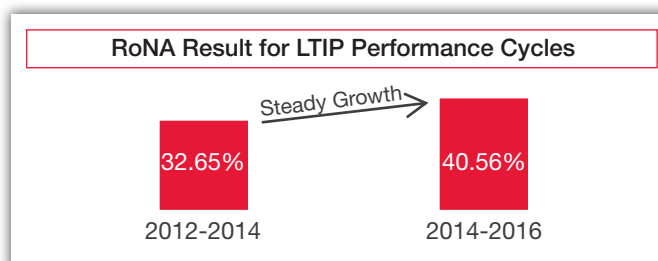 RoNA Result for LTIP Performance Cycles
Steady Growth
32.65%
40.56%
2012-2014
2014-2016